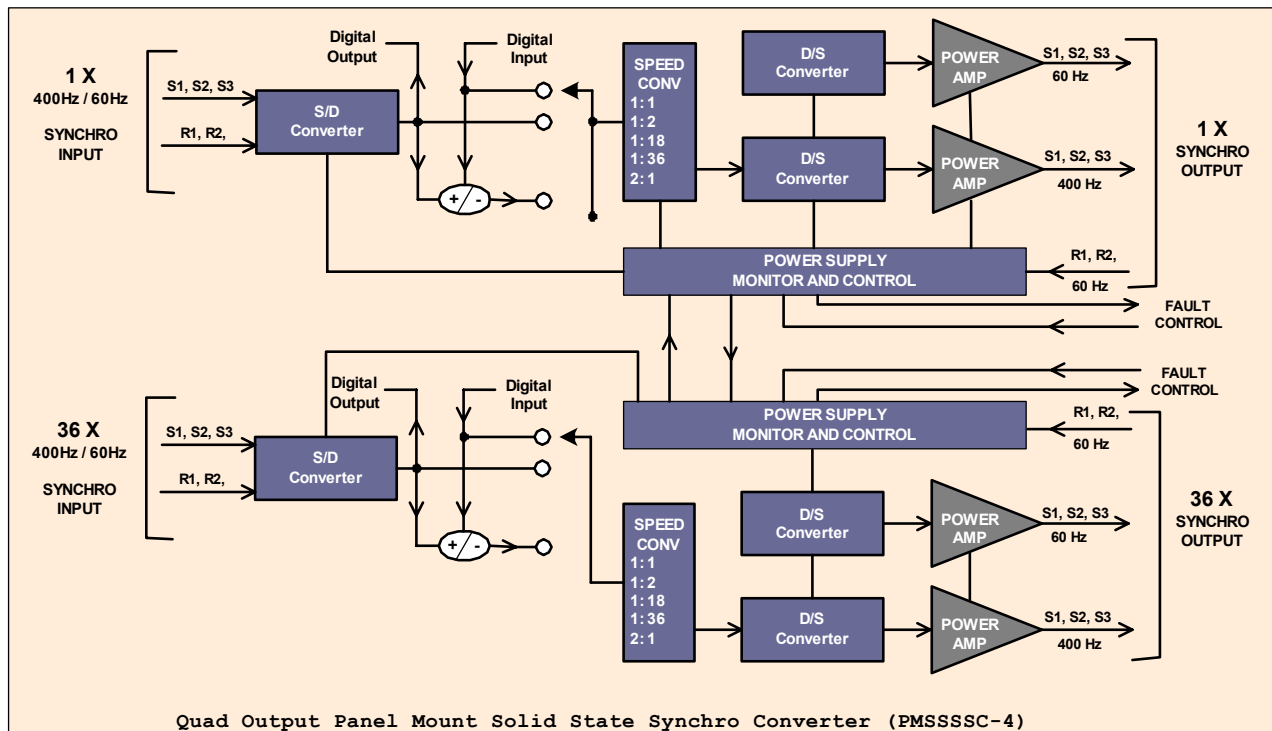 1 X
400Hz / 60Hz
SYNCHRO
INPUT
S1, S2, S3
R1, R2,
S/D
Converter
Digital
Output
Digital
Input
+/-
SPEED
CONV
1:1
1:2
1:18
1:36
2:1
D/S
Converter
D/S
Converter
POWER
AMP
POWER
AMP
S1, S2, S3
60 Hz
S1, S2, S3
400 Hz
1 X
SYNCHRO
OUTPUT
POWER SUPPLY
MONITOR AND CONTROL
R1, R2,
60 Hz
FAULT
CONTROL
36 X
400Hz / 60Hz
SYNCHRO
INPUT
S1, S2, S3
R1, R2,
S/D
Converter
Digital
Output
Digital
Input
+/-
FAULT
CONTROL
POWER SUPPLY
MONITOR AND CONTROL
R1, R2,
60 Hz
SPEED
CONV
1:1
1:2
1:18
1:36
2:1
D/S
Converter
D/S
Converter
POWER
AMP
POWER
AMP
S1, S2, S3
60 Hz
S1, S2, S3
400 Hz
36 X
SYNCHRO
OUTPUT
Quad Output Panel Mount Solid State Synchro Converter (PMSSSSC-4)